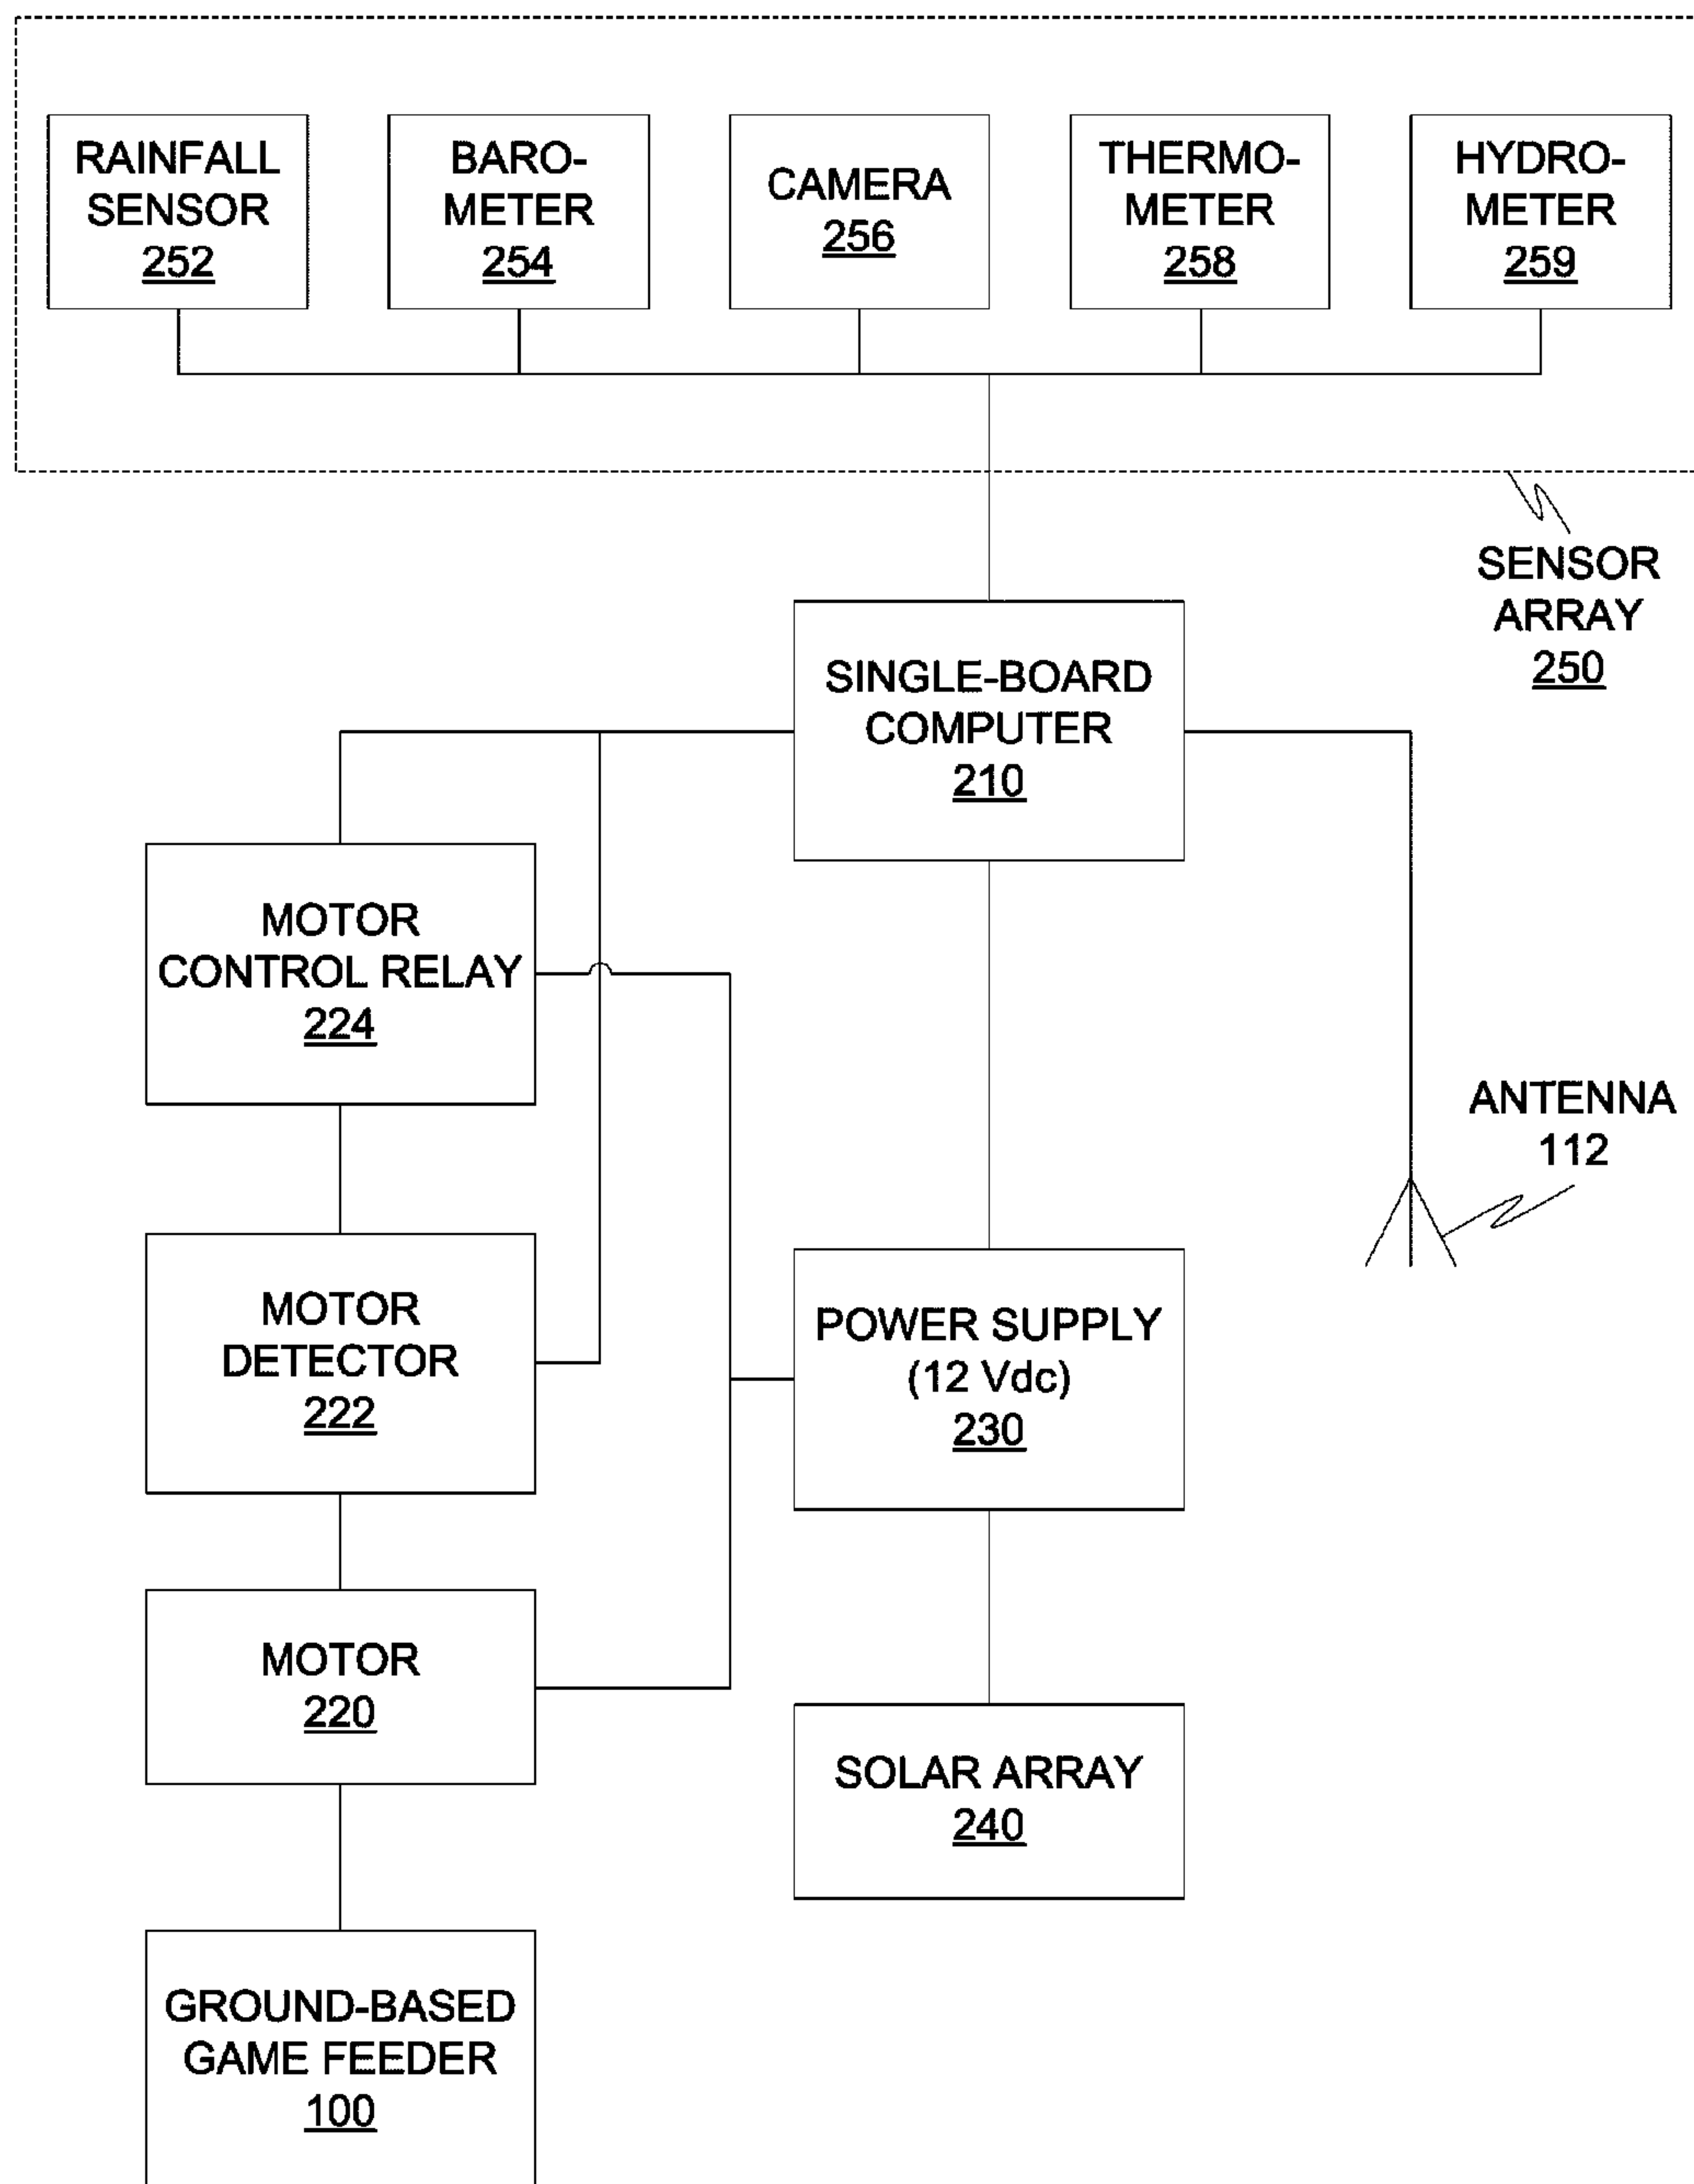 RAINFALL
SENSOR
252
BARO-
METER
254
CAMERA
256
THERMO-
METER
258
HYDRO-
METER
259
SENSOR
ARRAY
250
SINGLE-BOARD
COMPUTER
210
MOTOR
CONTROL RELAY
224
ANTENNA
112
MOTOR
DETECTOR
222
POWER SUPPLY
(12 Vdc)
230
MOTOR
220
SOLAR ARRAY
240
GROUND-BASED
GAME FEEDER
100